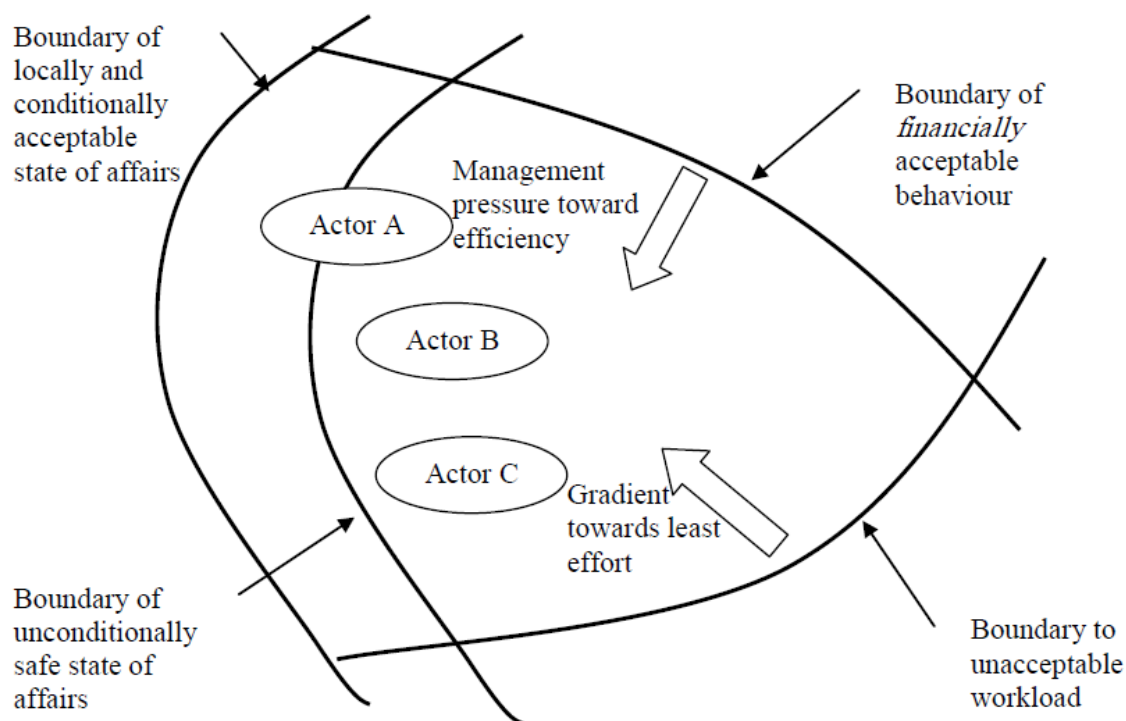 Boundary of
locally and
conditionally
acceptable
state of affairs
Boundary of
financially
acceptable
behaviour
Management
pressure toward
efficiency
Actor A
Actor B
Actor C
Gradient
towards least
effort
Boundary of
unconditionally
safe state of
affairs
Boundary to
unacceptable
workload